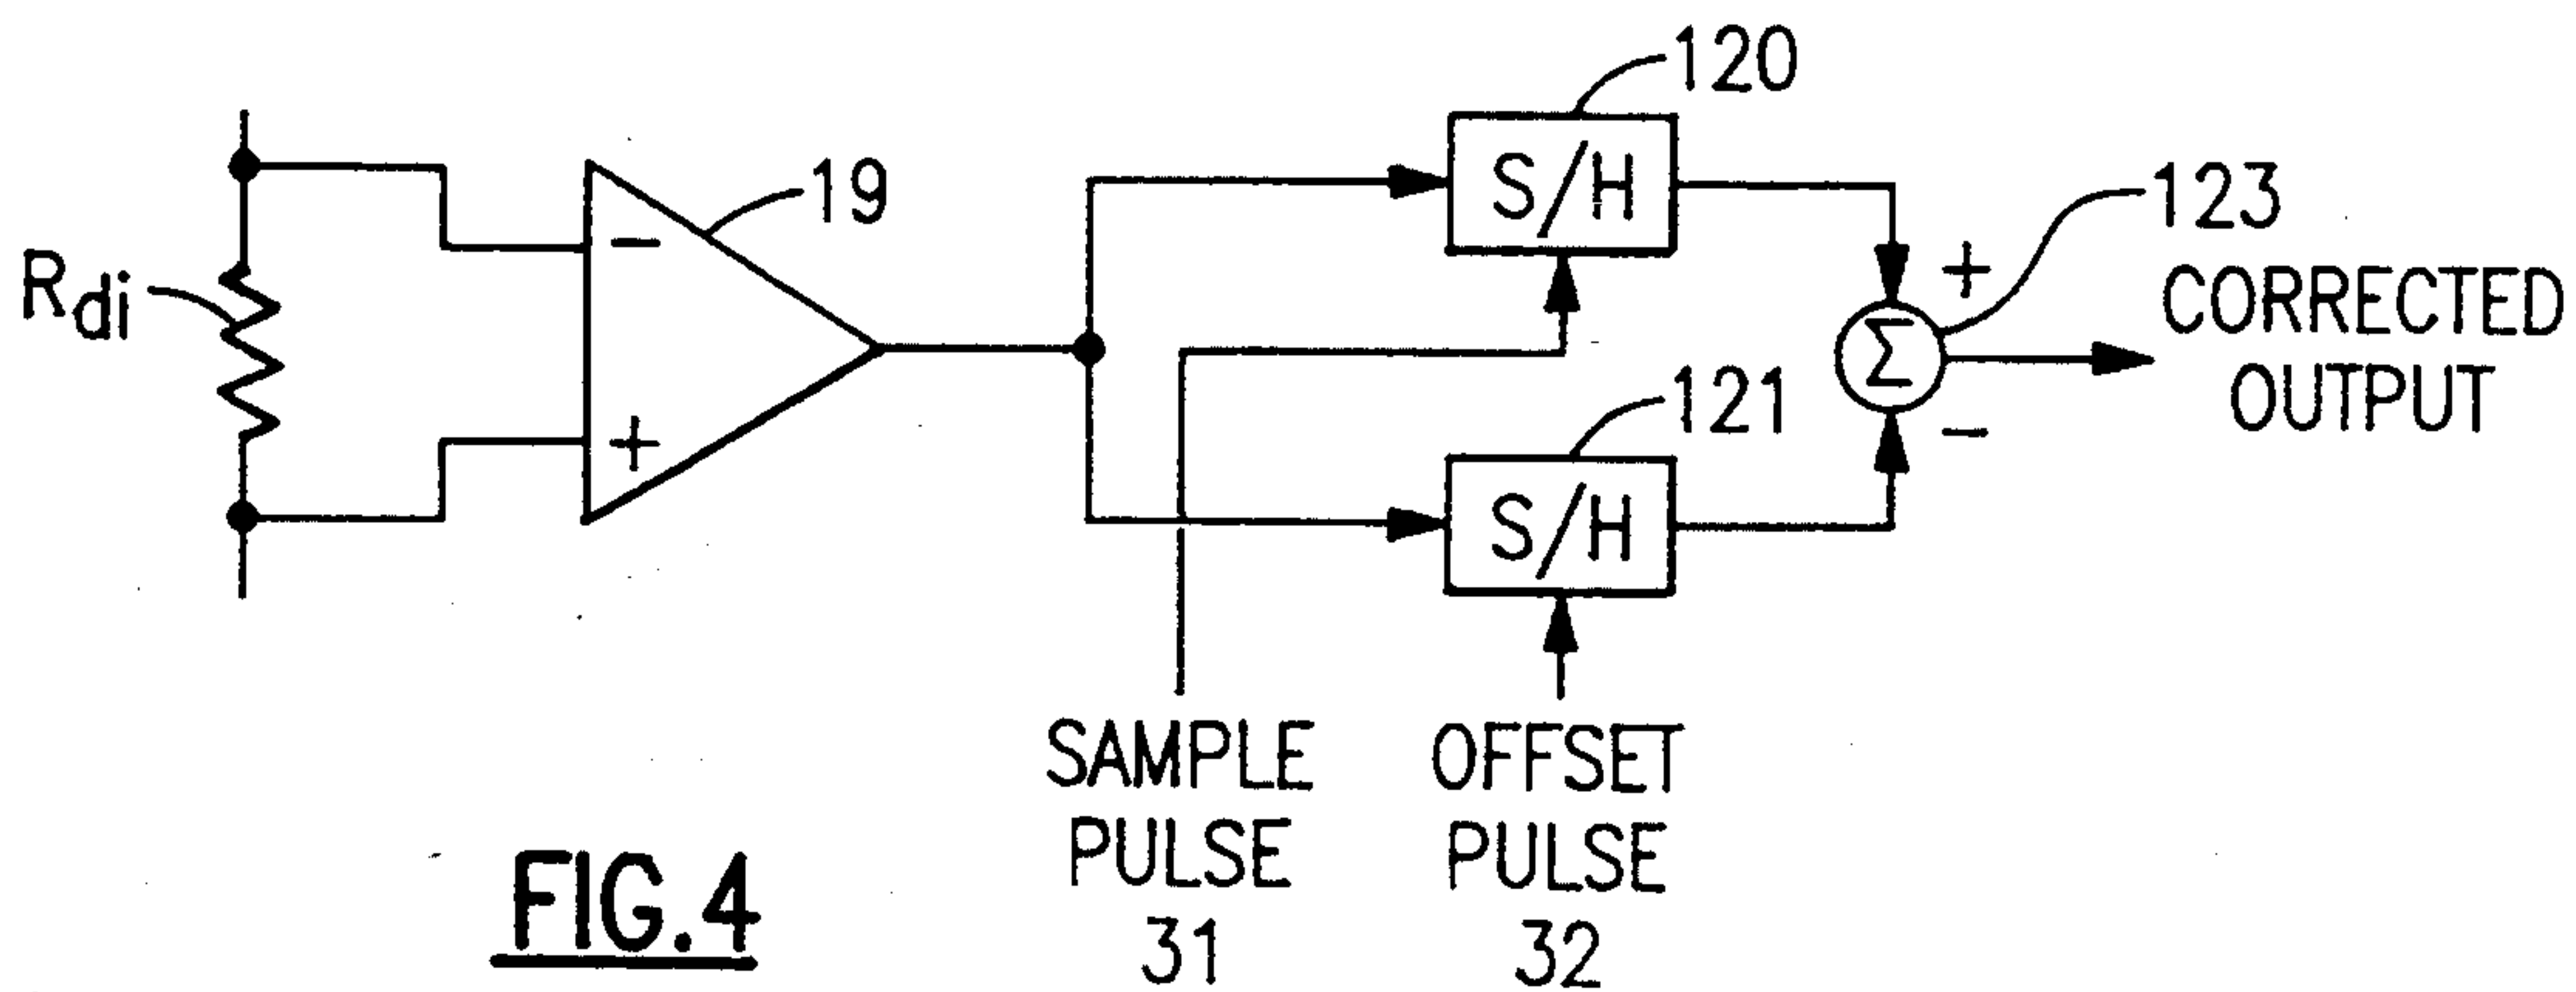 120
19
S/H
123
+
CORRECTED
OUTPUT
−
Rdi
Σ
121
+
−
S/H
SAMPLE
PULSE
31
OFFSET
PULSE
32
FIG.4